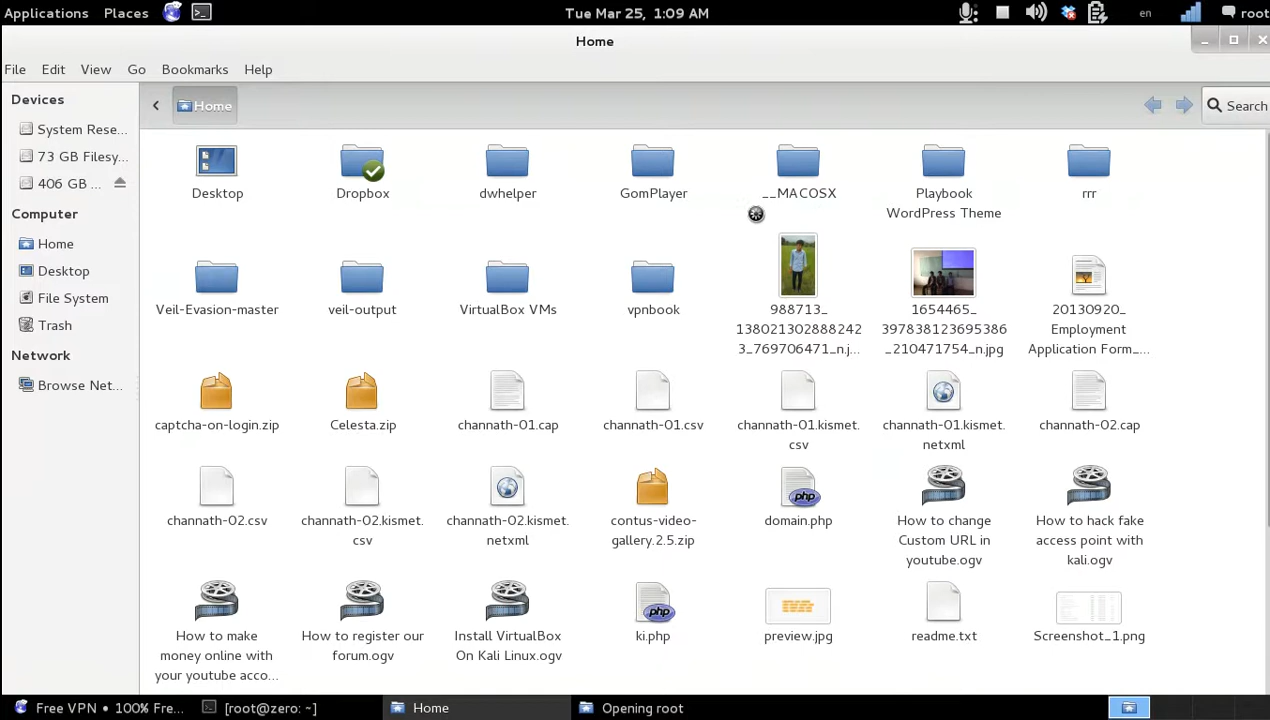 Applications Places Tue Mar 25, 1:09 AM en root
Home
File Edit View Go Bookmarks Help
Devices
System Rese...
73 GB Filesy...
406 GB ...
Computer
Home
Desktop
File System
Trash
Network
Browse Net...
Home Search
Desktop Dropbox dwhelper GomPlayer __MACOSX Playbook WordPress Theme rrr
Veil-Evasion-master veil-output VirtualBox VMs vpnbook
988713_
138021302888242
3_769706471_n.j...
1654465_
397838123695386
_210471754_n.jpg
20130920_
Employment
Application Form_...
captcha-on-login.zip Celesta.zip channath-01.cap channath-01.csv
channath-01.kismet.
csv
channath-01.kismet.
netxml
channath-02.cap
channath-02.csv
channath-02.kismet.
csv
channath-02.kismet.
netxml
contus-video-
gallery.2.5.zip
php
domain.php
How to change
Custom URL in
youtube.ogv
How to hack fake
access point with
kali.ogv
How to make
money online with
your youtube acco...
How to register our
forum.ogv
Install VirtualBox
On Kali Linux.ogv
php
ki.php
preview.jpg
readme.txt
Screenshot_1.png
Free VPN • 100% Fre... [root@zero: ~] Home Opening root